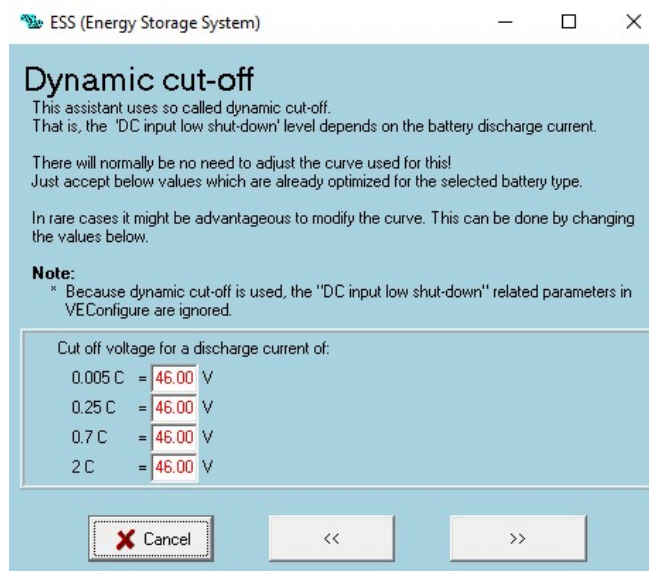 ESS (Energy Storage System)
Dynamic cut-off
This assistant uses so called dynamic cut-off.
That is, the 'DC input low shut-down' level depends on the battery discharge current.
There will normally be no need to adjust the curve used for this!
Just accept below values which are already optimized for the selected battery type.
In rare cases it might be advantageous to modify the curve. This can be done by changing
the values below.
Note:
* Because dynamic cut-off is used, the "DC input low shut-down" related parameters in
VEConfigure are ignored.
Cut off voltage for a discharge current of:
0.005 C = 46.00 V
0.25 C = 46.00 V
0.7 C = 46.00 V
2 C = 46.00 V
Cancel << >>